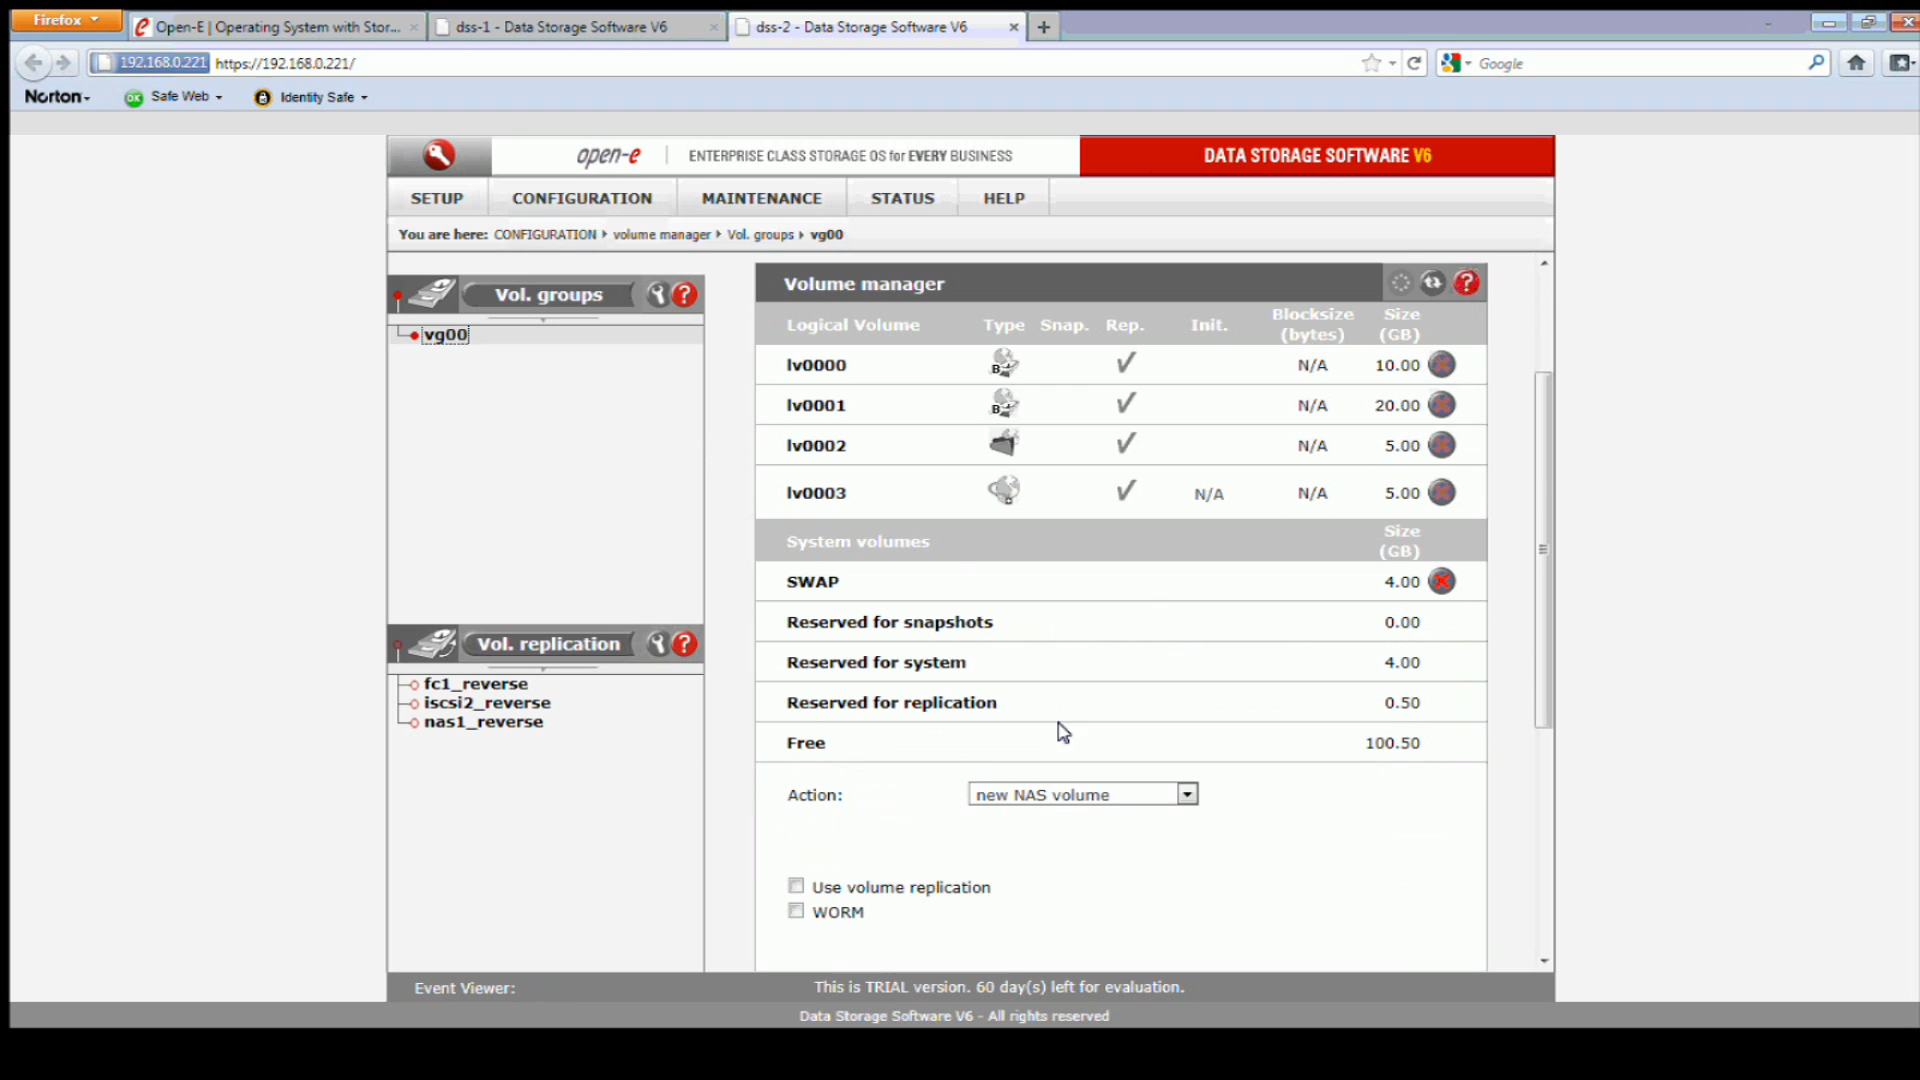 Firefox
Open-E | Operating System with Stor...
dss-1 - Data Storage Software V6
dss-2 - Data Storage Software V6
192.168.0.221
https://192.168.0.221/
Google
Norton
OK
Safe Web
Identity Safe
open-e
ENTERPRISE CLASS STORAGE OS for EVERY BUSINESS
DATA STORAGE SOFTWARE V6
SETUP CONFIGURATION MAINTENANCE STATUS HELP
You are here: CONFIGURATION volume manager Vol. groups vg00
Vol. groups ?
vg00
Vol. replication ?
fc1_reverse
iscsi2_reverse
nas1_reverse
Volume manager ?
Logical Volume Type Snap. Rep. Init. Blocksize (bytes) Size (GB)
lv0000 B N/A 10.00
lv0001 B N/A 20.00
lv0002 N/A 5.00
lv0003 N/A N/A 5.00
System volumes Size (GB)
SWAP 4.00
Reserved for snapshots 0.00
Reserved for system 4.00
Reserved for replication 0.50
Free 100.50
Action: new NAS volume
Use volume replication
WORM
Event Viewer: This is TRIAL version. 60 day(s) left for evaluation.
Data Storage Software V6 - All rights reserved